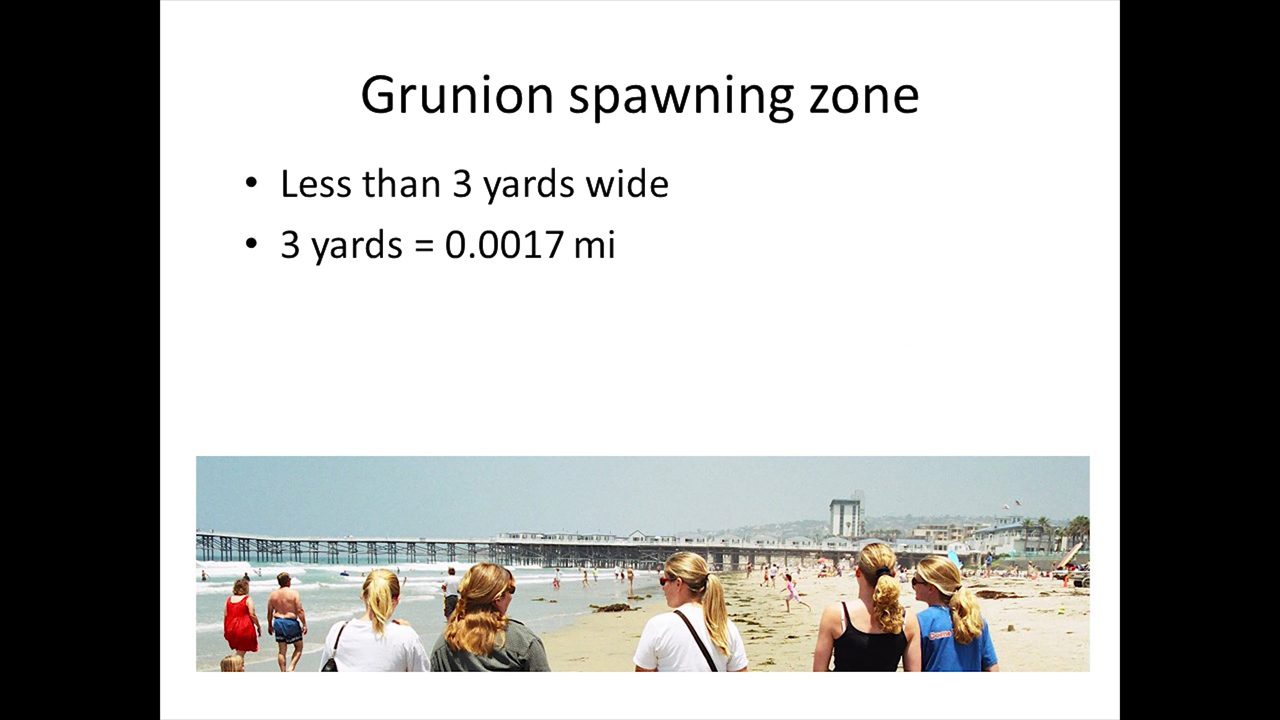 Grunion spawning zone
• Less than 3 yards wide
• 3 yards = 0.0017 mi